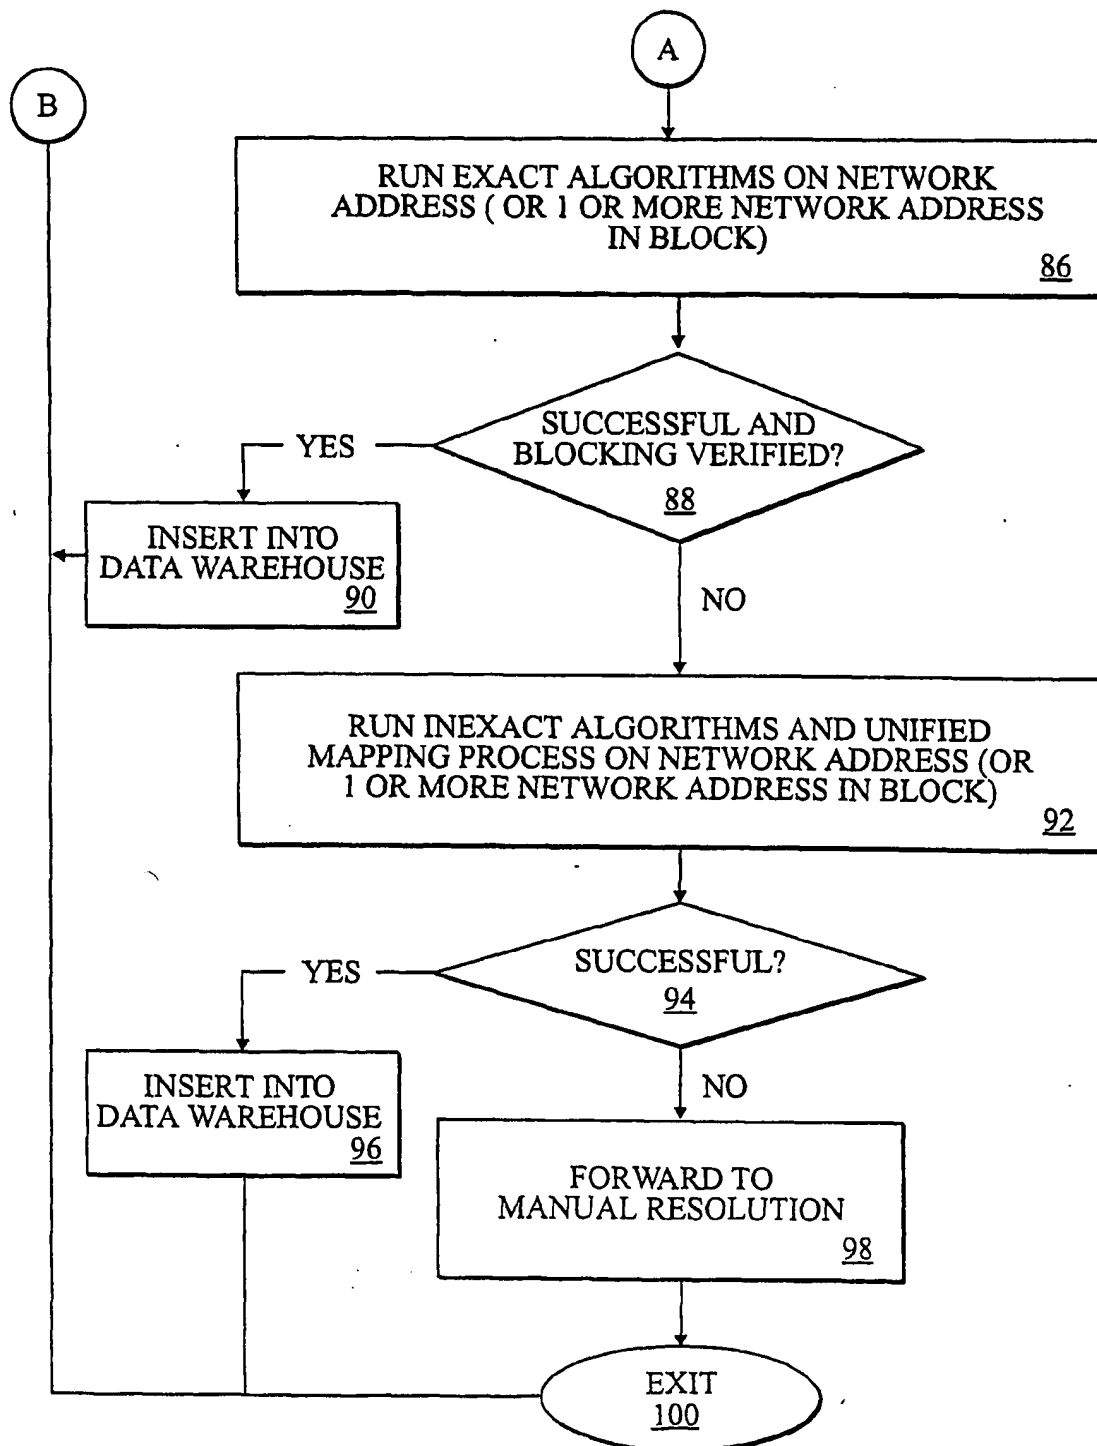 A
B
RUN EXACT ALGORITHMS ON NETWORK
ADDRESS ( OR 1 OR MORE NETWORK ADDRESS
IN BLOCK)
86
SUCCESSFUL AND
BLOCKING VERIFIED?
88
YES
INSERT INTO
DATA WAREHOUSE
90
NO
RUN INEXACT ALGORITHMS AND UNIFIED
MAPPING PROCESS ON NETWORK ADDRESS (OR
1 OR MORE NETWORK ADDRESS IN BLOCK)
92
SUCCESSFUL?
94
YES
INSERT INTO
DATA WAREHOUSE
96
NO
FORWARD TO
MANUAL RESOLUTION
98
EXIT
100